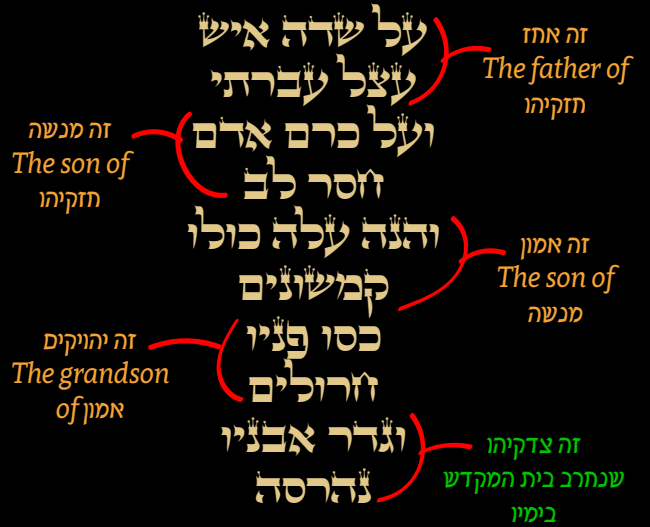 על שדה איש
עצל עברתי
זה אחז
The father of
חזקיהו
ועל כרם אדם
חסר לב
זה מנשה
The son of
חזקיהו
והנה עלה כולו
קמשונים
זה אמון
The son of
מנשה
כסו פניו
חרולים
זה יהויקים
The grandson
of אמון
וגדר אבניו
נהרסה
זה צדקיהו
שנחרב בית המקדש
בימיו